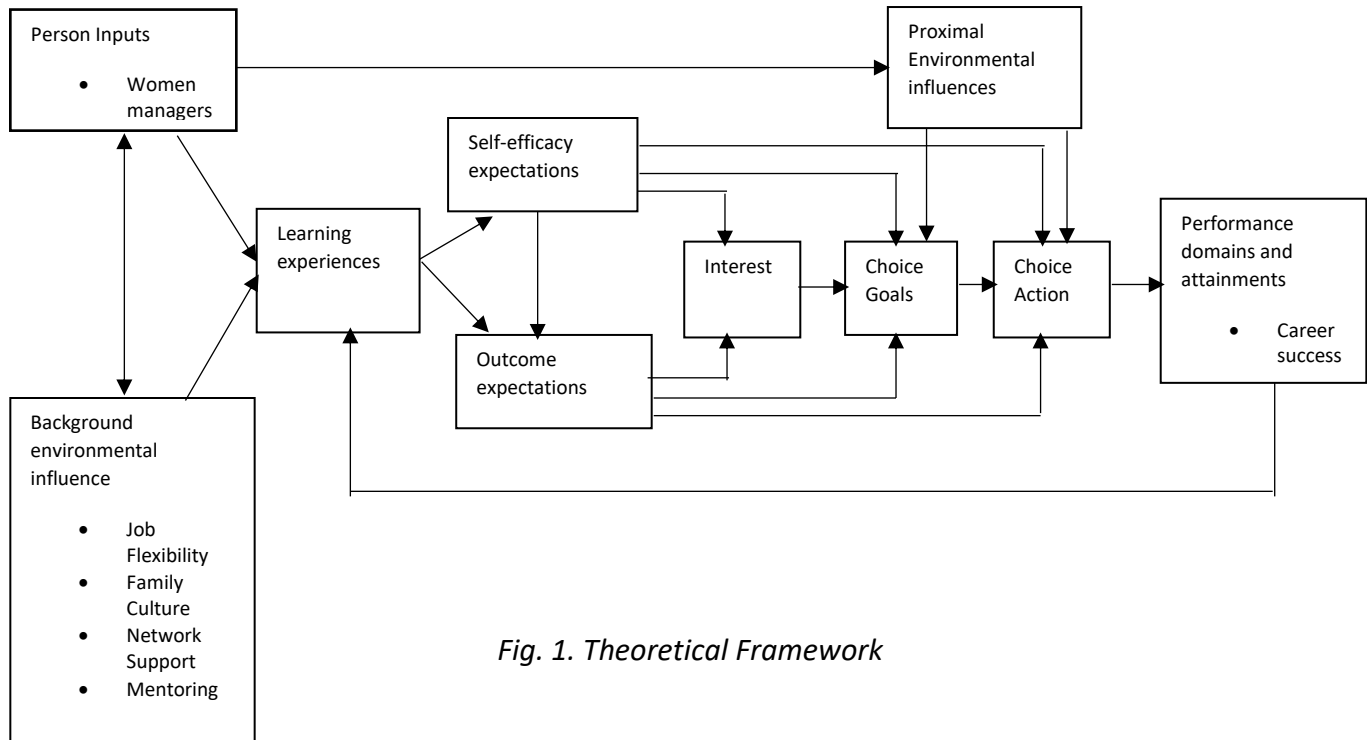 Person Inputs
• Women
managers
Proximal
Environmental
influences
Self-efficacy
expectations
Learning
experiences
Interest
Choice
Goals
Choice
Action
Performance
domains and
attainments
• Career
success
Outcome
expectations
Background
environmental
influence
• Job
Flexibility
• Family
Culture
• Network
Support
• Mentoring
Fig. 1. Theoretical Framework